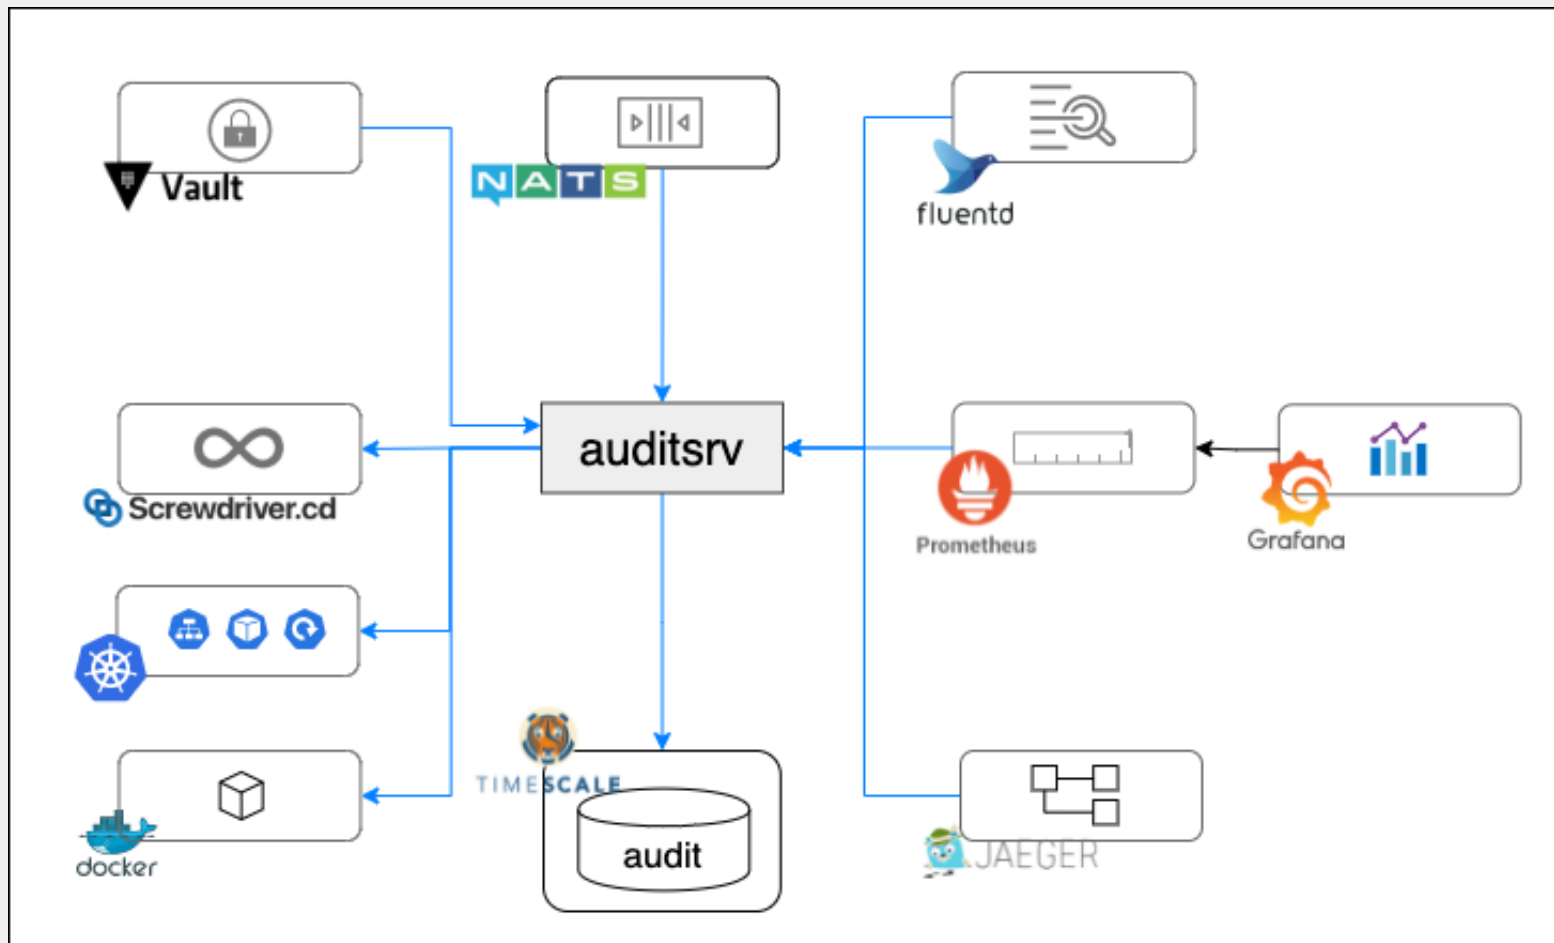 Vault
NATS
fluentd
auditsrv
Screwdriver.cd
Prometheus
Grafana
TIMESCALE
audit
docker
JAEGER